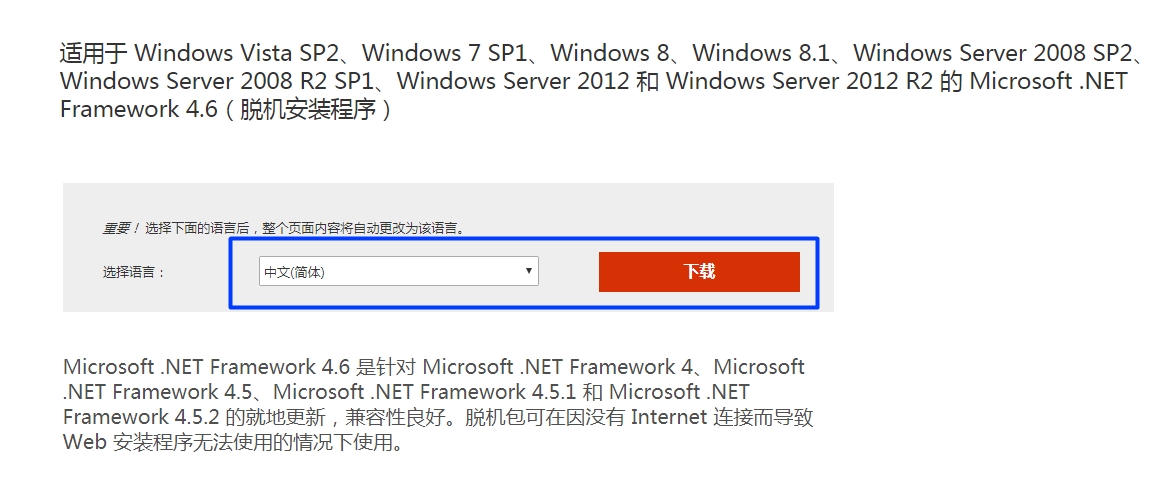 适用于 Windows Vista SP2、Windows 7 SP1、Windows 8、Windows 8.1、Windows Server 2008 SP2、
Windows Server 2008 R2 SP1、Windows Server 2012 和 Windows Server 2012 R2 的 Microsoft .NET
Framework 4.6（脱机安装程序）
重要！选择下面的语言后，整个页面内容将自动更改为该语言。
选择语言： 中文(简体) 下载
Microsoft .NET Framework 4.6 是针对 Microsoft .NET Framework 4、Microsoft
.NET Framework 4.5、Microsoft .NET Framework 4.5.1 和 Microsoft .NET
Framework 4.5.2 的就地更新，兼容性良好。脱机包可在因没有 Internet 连接而导致
Web 安装程序无法使用的情况下使用。